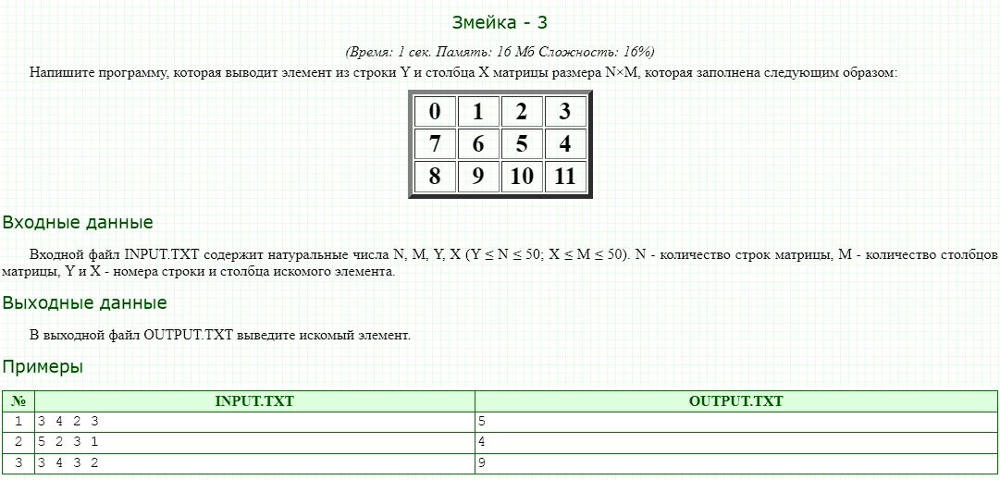 Змейка - 3
(Время: 1 сек. Память: 16 Мб Сложность: 16%)
Напишите программу, которая выводит элемент из строки Y и столбца X матрицы размера N×M, которая заполнена следующим образом:
0 1 2 3
7 6 5 4
8 9 10 11
Входные данные
Входной файл INPUT.TXT содержит натуральные числа N, M, Y, X (Y ≤ N ≤ 50; X ≤ M ≤ 50). N - количество строк матрицы, M - количество столбцов
матрицы, Y и X - номера строки и столбца искомого элемента.
Выходные данные
В выходной файл OUTPUT.TXT выведите искомый элемент.
Примеры
№ INPUT.TXT OUTPUT.TXT
1 3 4 2 3 5
2 5 2 3 1 4
3 3 4 3 2 9